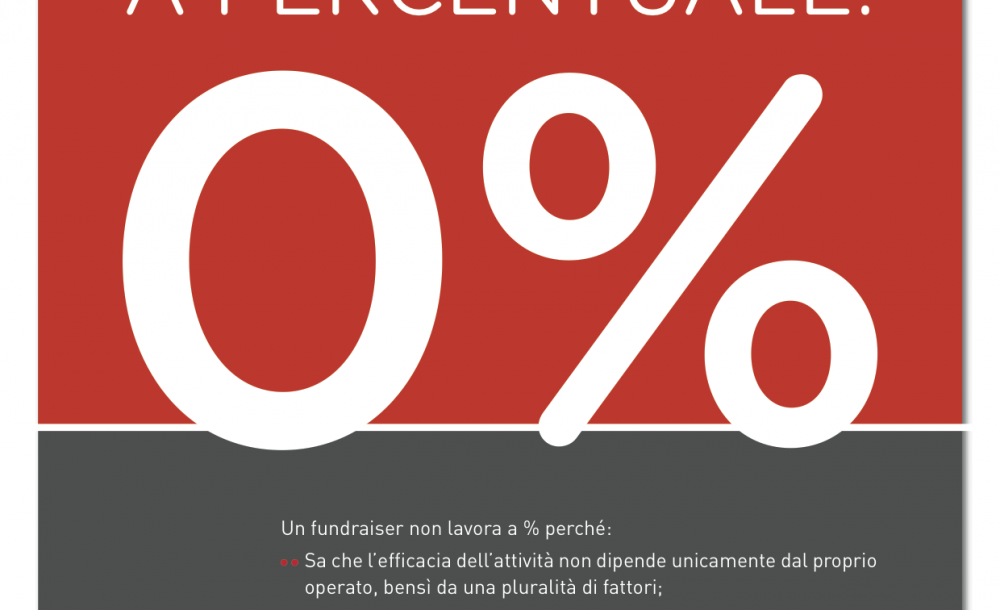 A PERCENTUALE.
0%
Un fundraiser non lavora a % perché:
Sa che l'efficacia dell'attività non dipende unicamente dal proprio
operato, bensì da una pluralità di fattori;